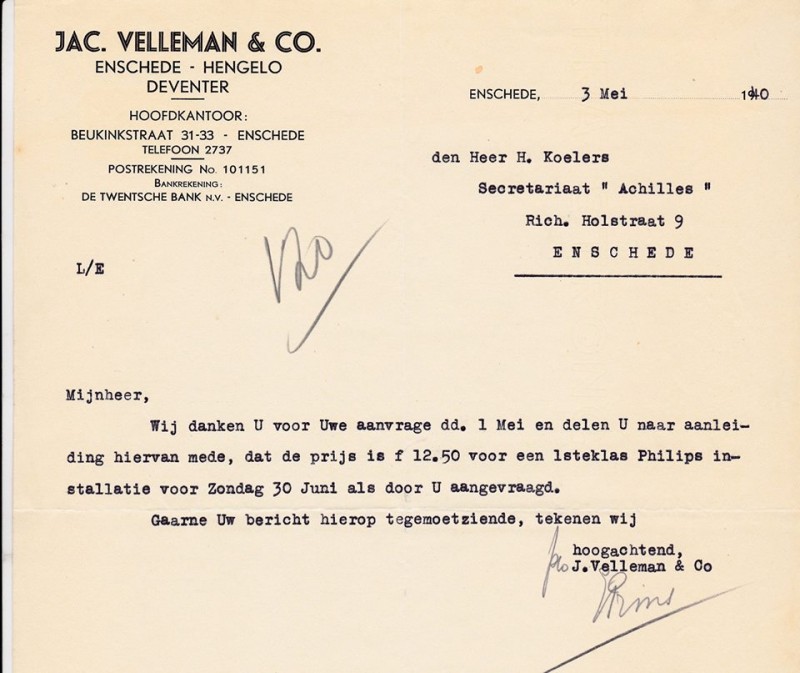 JAC. VELLEMAN & CO.
ENSCHEDE - HENGELO
DEVENTER
HOOFDKANTOOR:
BEUKINKSTRAAT 31-33 - ENSCHEDE
TELEFOON 2737
POSTREKENING No. 101151
BANKREKENING:
DE TWENTSCHE BANK N.V. - ENSCHEDE
ENSCHEDE, 3 Mei 1940
den Heer H. Koelers
Secretariaat " Achilles "
Rich. Holstraat 9
E N S C H E D E
L/E
Mijnheer,
Wij danken U voor Uwe aanvrage dd. 1 Mei en delen U naar aanlei-
ding hiervan mede, dat de prijs is f 12.50 voor een 1steklas Philips in-
stallatie voor Zondag 30 Juni als door U aangevraagd.
Gaarne Uw bericht hierop tegemoetziende, tekenen wij
hoogachtend,
J.Velleman & Co